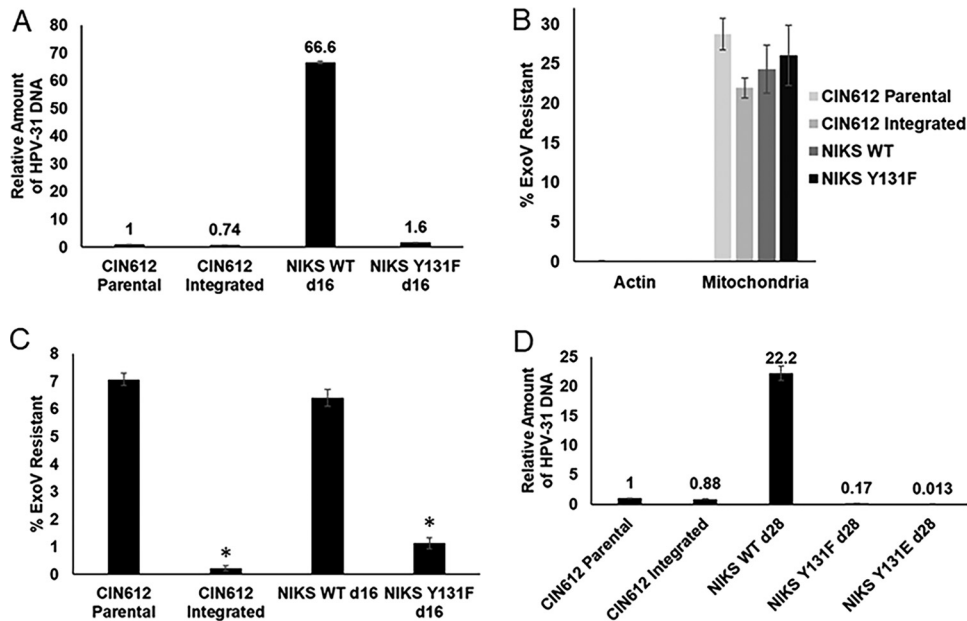 A
Relative Amount
of HPV-31 DNA
80
70
60
50
40
30
20
10
0
1
0.74
66.6
1.6
CIN612
Parental
CIN612
Integrated
NIKS WT
d16
NIKS Y131F
d16
B
% ExoV Resistant
30
25
20
15
10
5
0
Actin
Mitochondria
CIN612 Parental
CIN612 Integrated
NIKS WT
NIKS Y131F
C
% ExoV Resistant
8
7
6
5
4
3
2
1
0
*
*
CIN612
Parental
CIN612
Integrated
NIKS WT d16
NIKS Y131F
d16
D
Relative Amount
of HPV-31 DNA
25
20
15
10
5
0
1
0.88
22.2
0.17
0.013
CIN612 Parental
CIN612 Integrated
NIKS WT d28
NIKS Y131F d28
NIKS Y131E d28